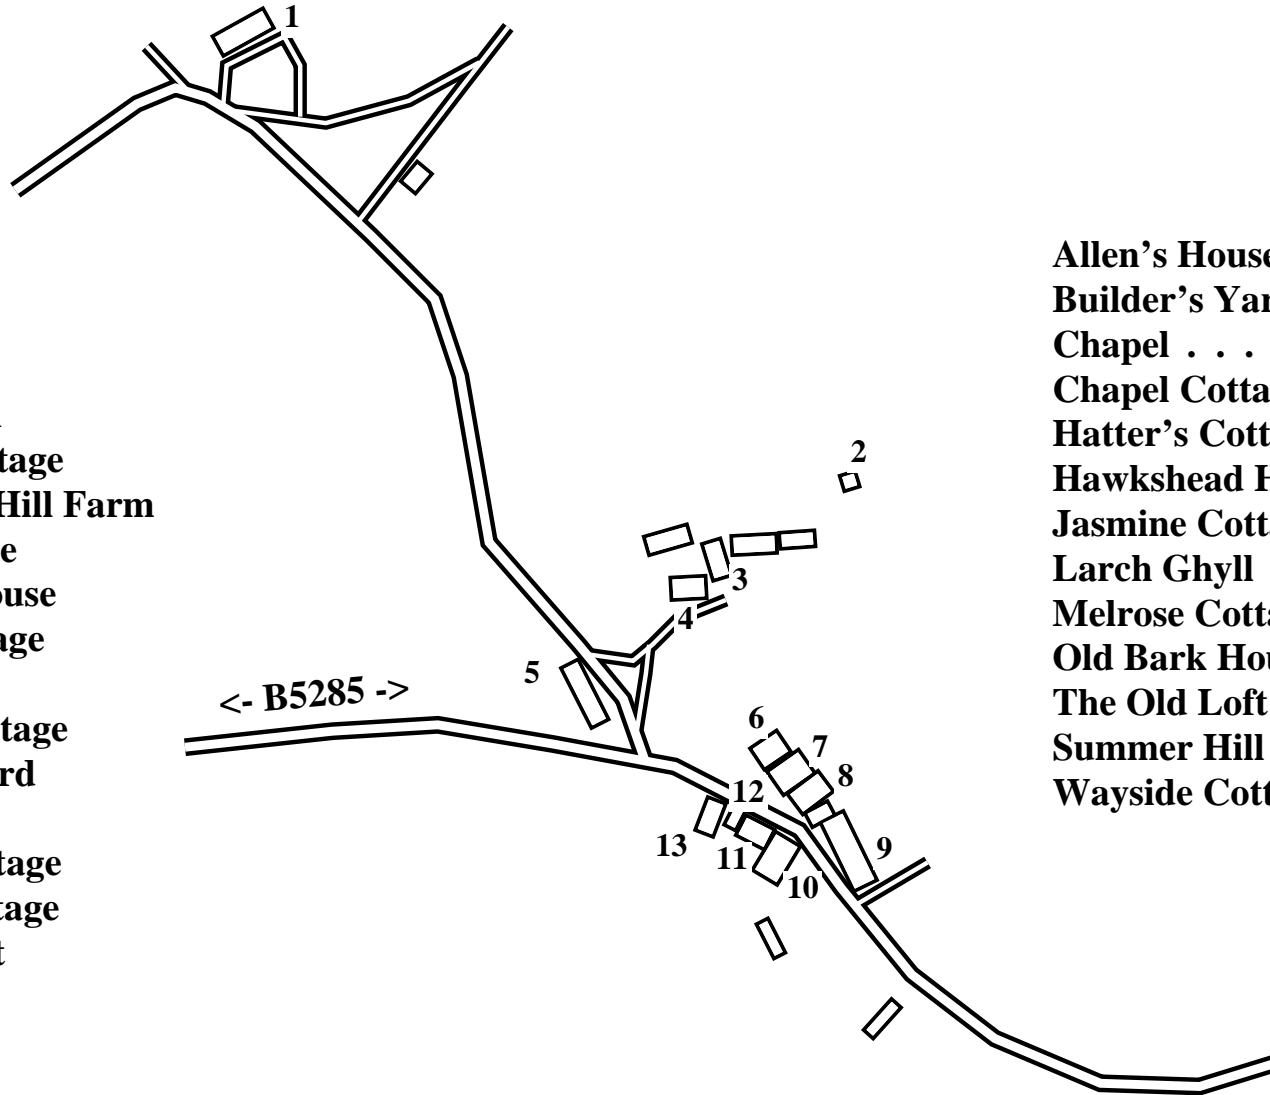 1
2
3
4
5
<- B5285 ->
6
7
8
9
10
11
12
13
tage
Hill Farm
e
ouse
age
tage
rd
tage
tage
t
Allen's House
Builder's Yar
Chapel . . .
Chapel Cotta
Hatter's Cott
Hawkshead H
Jasmine Cott
Larch Ghyll
Melrose Cotta
Old Bark Hou
The Old Loft
Summer Hill
Wayside Cott